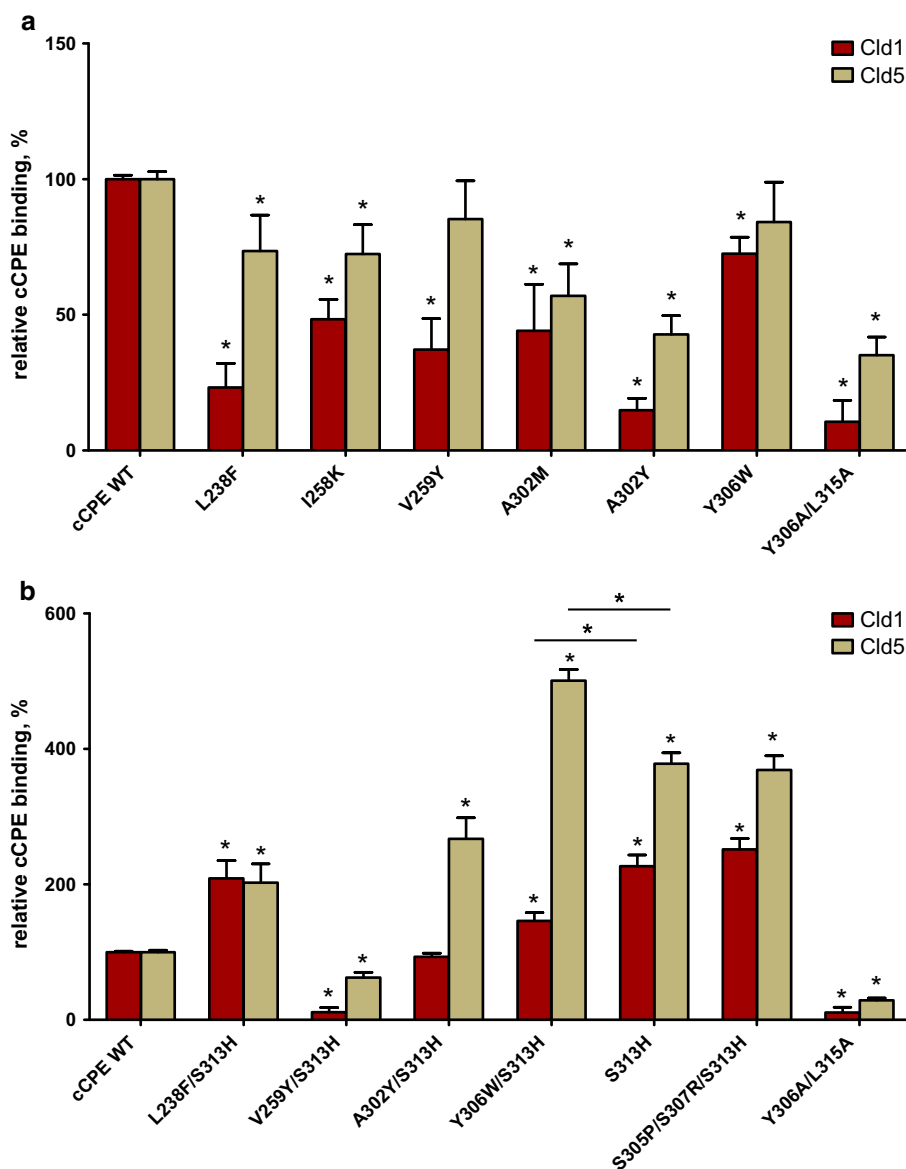 a
150
100
50
0
relative cCPE binding, %
Cld1
Cld5
* * * * * * * * * * * *
cCPE WT
L238F
I258K
V259Y
A302M
A302Y
Y306W
Y306A/L315A
b
600
400
200
0
relative cCPE binding, %
Cld1
Cld5
*
*
* * * * * * * * * * * * *
cCPE WT
L238F/S313H
V259Y/S313H
A302Y/S313H
Y306W/S313H
S313H
S305P/S307R/S313H
Y306A/L315A